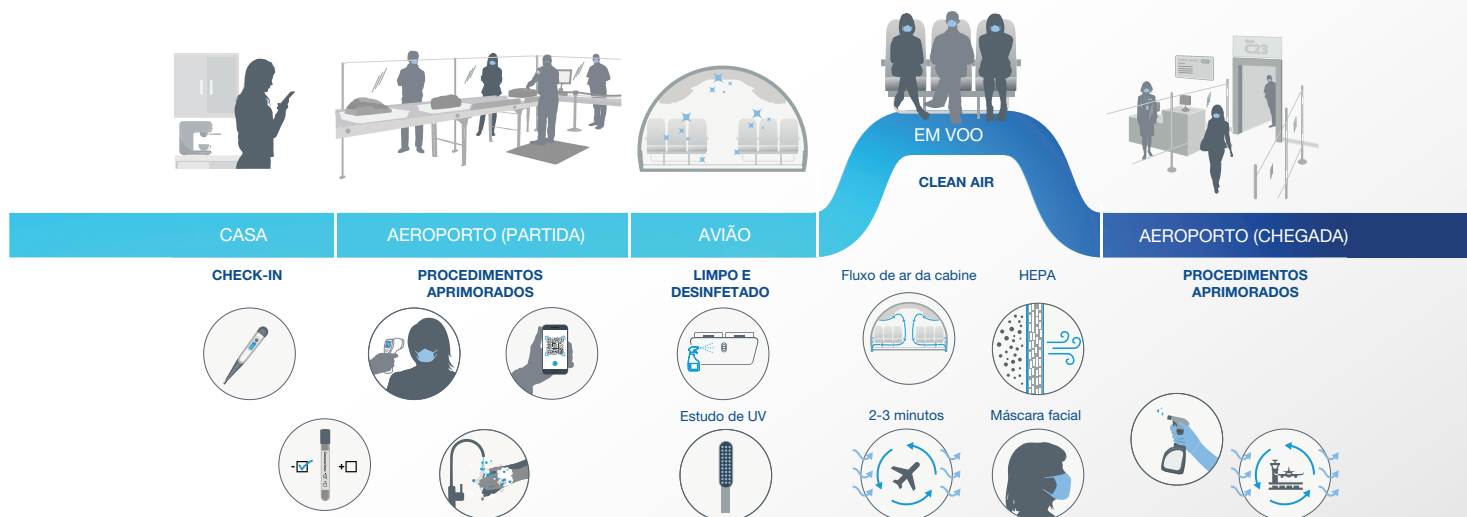 C23
EM VOO
CLEAN AIR
CASA
AEROPORTO (PARTIDA)
AVIÃO
AEROPORTO (CHEGADA)
CHECK-IN
PROCEDIMENTOS
APRIMORADOS
LIMPO E
DESINFETADO
Fluxo de ar da cabine
HEPA
PROCEDIMENTOS
APRIMORADOS
Estudo de UV
2-3 minutos
Máscara facial